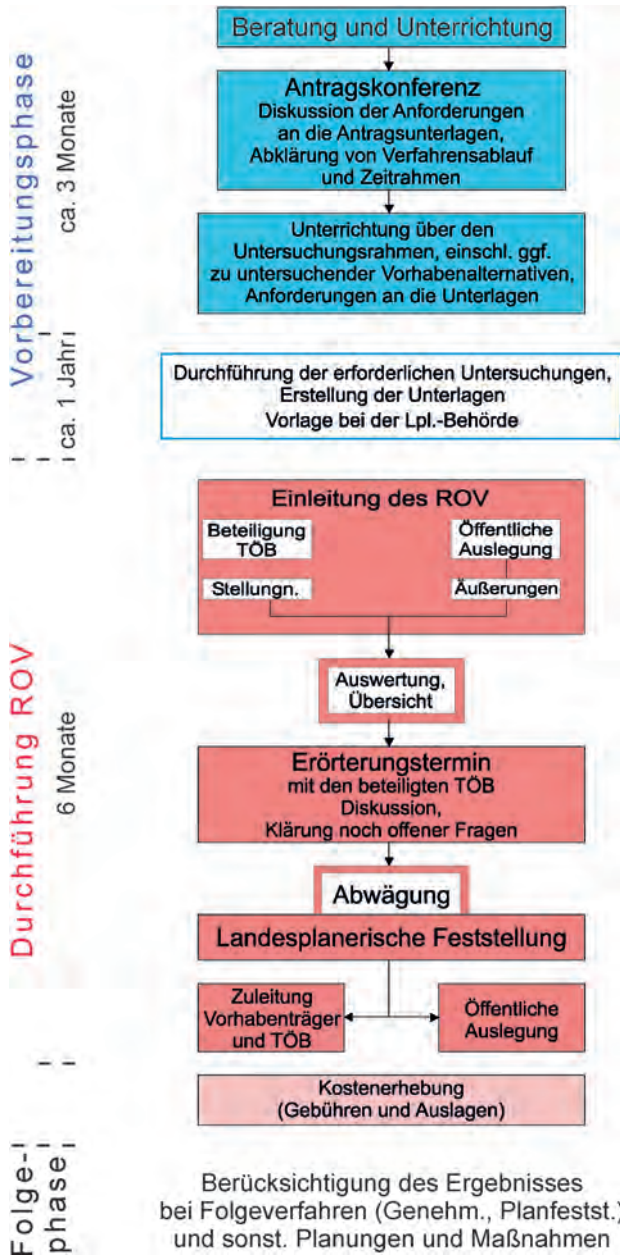 Beratung und Unterrichtung
Antragskonferenz
Diskussion der Anforderungen
an die Antragsunterlagen,
Abklärung von Verfahrensablauf
und Zeitrahmen
Unterrichtung über den
Untersuchungsrahmen, einschl. ggf.
zu untersuchender Vorhabenalternativen,
Anforderungen an die Unterlagen
Vorbereitungsphase
ca. 3 Monate
ca. 1 Jahr
Durchführung der erforderlichen Untersuchungen,
Erstellung der Unterlagen
Vorlage bei der Lpl.-Behörde
Durchführung ROV
6 Monate
Einleitung des ROV
Beteiligung
TÖB
Stellungn.
Öffentliche
Auslegung
Äußerungen
Auswertung,
Übersicht
Erörterungstermin
mit den beteiligten TÖB
Diskussion,
Klärung noch offener Fragen
Abwägung
Landesplanerische Feststellung
Zuleitung
Vorhabenträger
und TÖB
Öffentliche
Auslegung
Kostenerhebung
(Gebühren und Auslagen)
Folge-
phase
Berücksichtigung des Ergebnisses
bei Folgeverfahren (Genehm., Planfestst.)
und sonst. Planungen und Maßnahmen